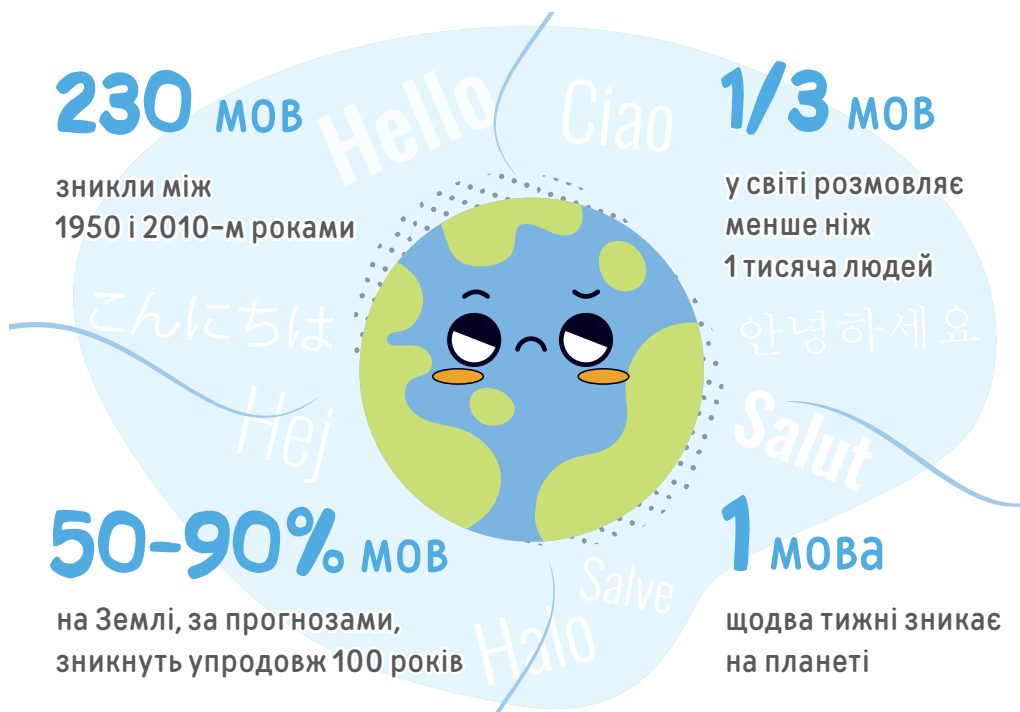 230 мов
зникли між
1950 і 2010-м роками
Hello
Ciao
1/3 мов
у світі розмовляє
менше ніж
1 тисяча людей
こんにちは
안녕하세요
Hej
Salut
50-90% мов
на Землі, за прогнозами,
зникнуть упродовж 100 років
Salve
Halo
1 мова
щодва тижні зникає
на планеті